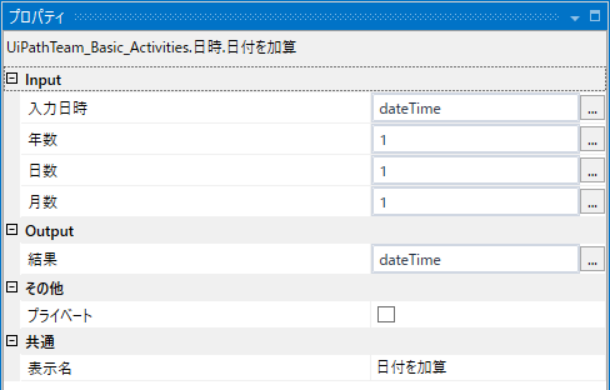 プロパティ
UiPathTeam_Basic_Activities.日時.日付を加算
Input
入力日時 dateTime ...
年数 1 ...
日数 1 ...
月数 1 ...
Output
結果 dateTime ...
その他
プライベート
共通
表示名 日付を加算